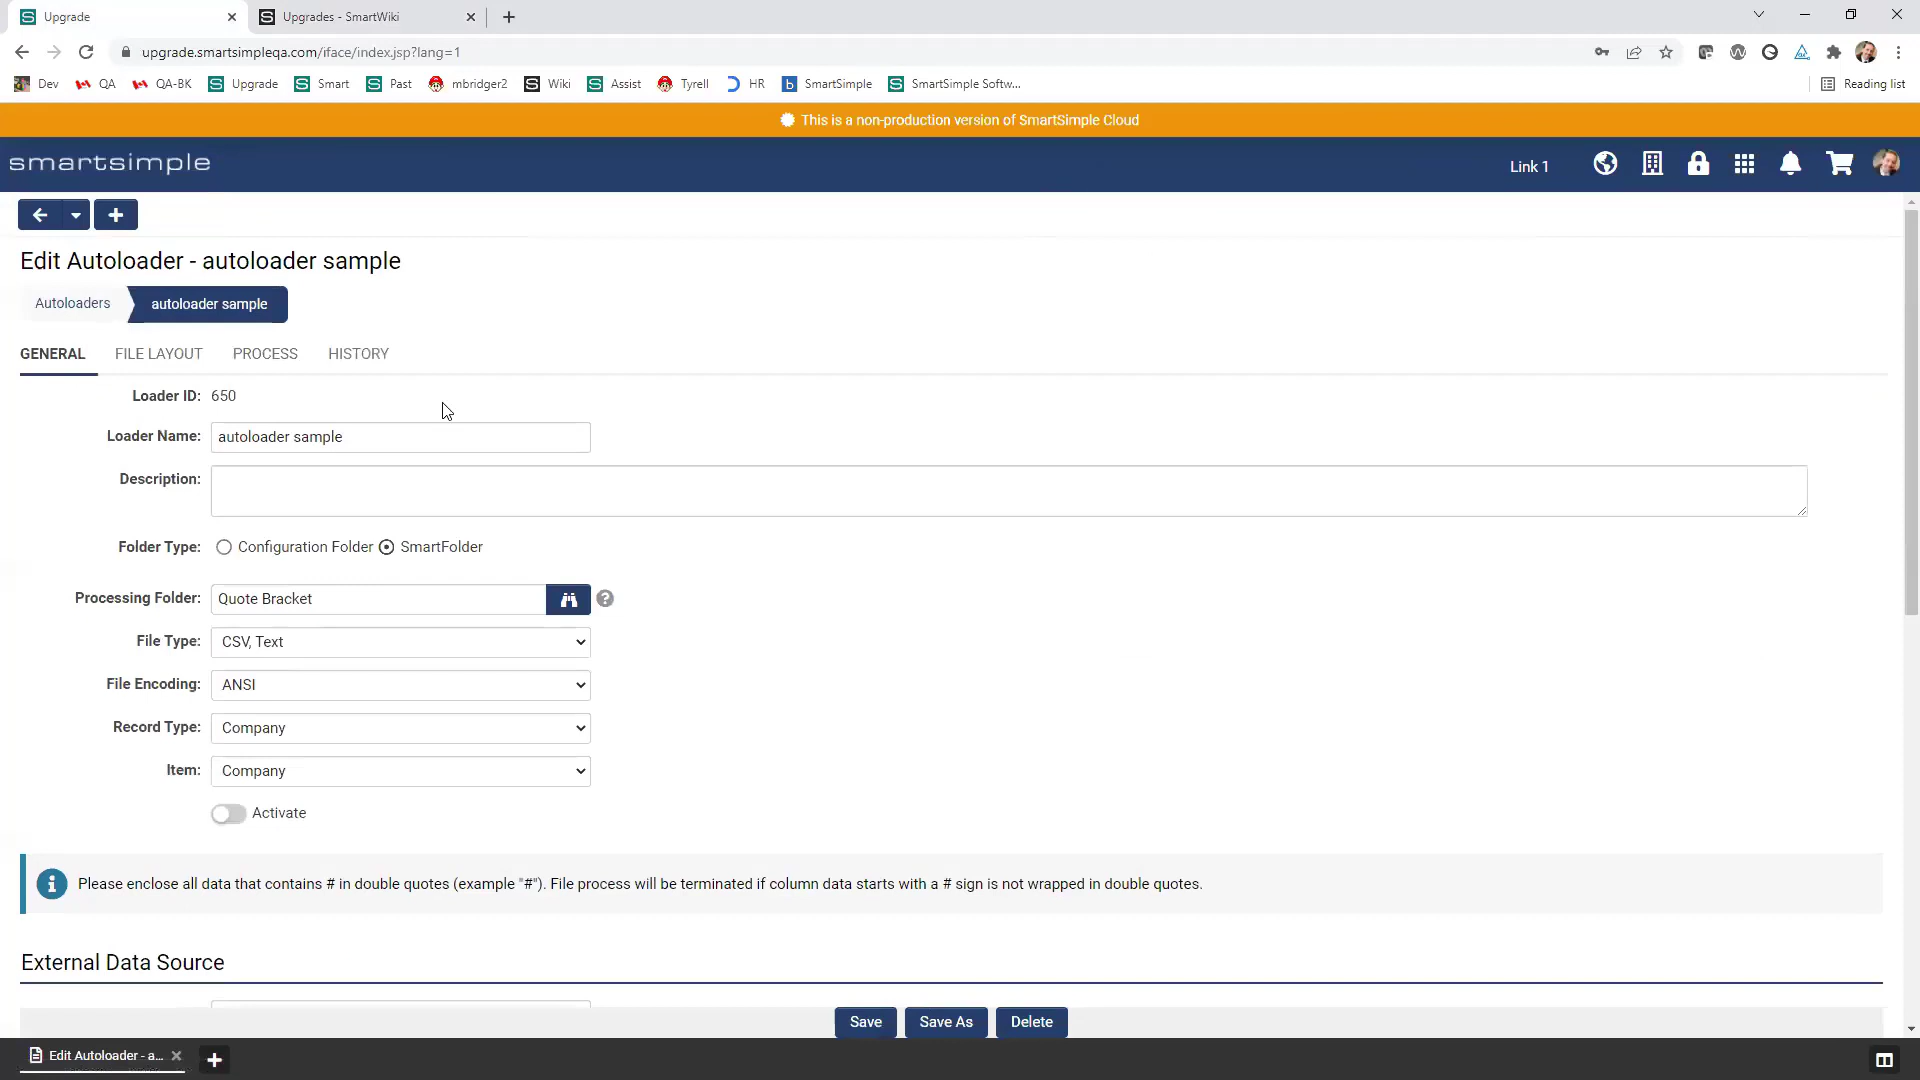 Upgrade
Upgrades - SmartWiki
upgrade.smartsimpleqa.com/iface/index.jsp?lang=1
Dev QA QA-BK Upgrade Smart Past mbridger2 Wiki Assist Tyrell HR SmartSimple SmartSimple Softw... Reading list
This is a non-production version of SmartSimple Cloud
smartsimple
Link 1
Edit Autoloader - autoloader sample
Autoloaders autoloader sample
GENERAL FILE LAYOUT PROCESS HISTORY
Loader ID: 650
Loader Name: autoloader sample
Description:
Folder Type: Configuration Folder SmartFolder
Processing Folder: Quote Bracket
File Type: CSV, Text
File Encoding: ANSI
Record Type: Company
Item: Company
Activate
Please enclose all data that contains # in double quotes (example "#"). File process will be terminated if column data starts with a # sign is not wrapped in double quotes.
External Data Source
Save Save As Delete
Edit Autoloader - a...